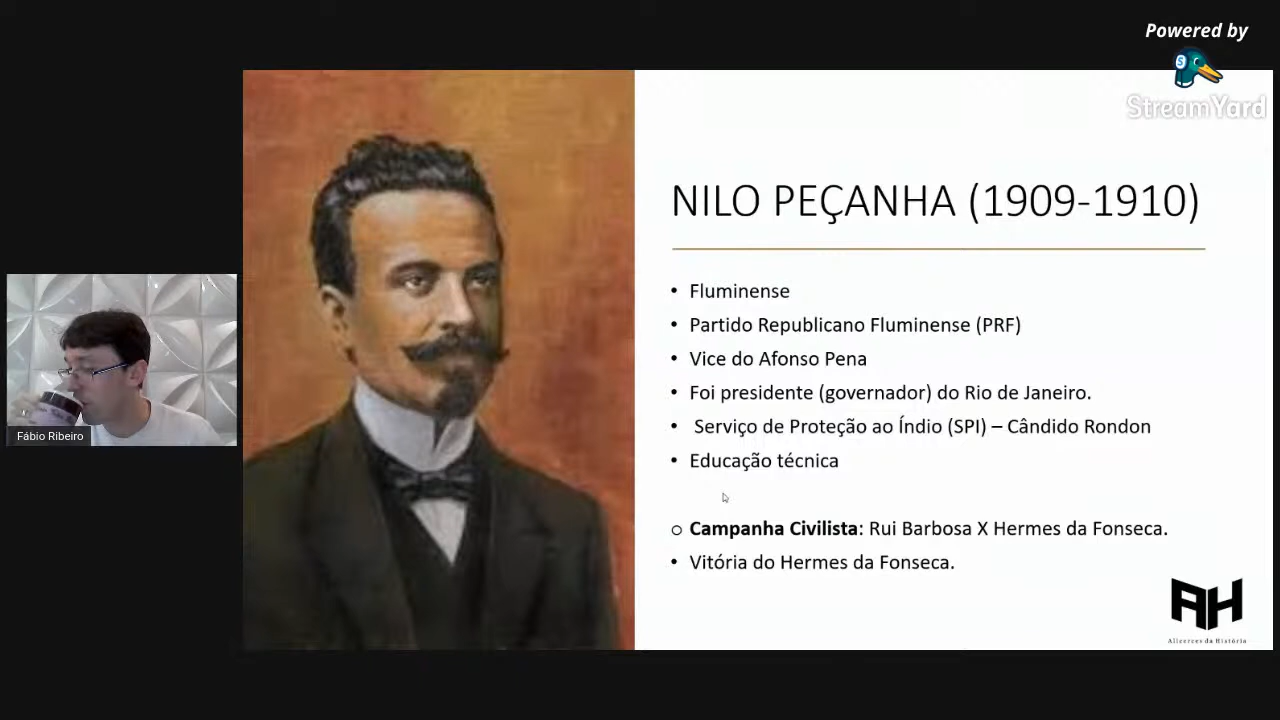 Powered by
StreamYard
NILO PEÇANHA (1909-1910)
• Fluminense
• Partido Republicano Fluminense (PRF)
• Vice do Afonso Pena
• Foi presidente (governador) do Rio de Janeiro.
• Serviço de Proteção ao Índio (SPI) – Cândido Rondon
• Educação técnica
o Campanha Civilista: Rui Barbosa X Hermes da Fonseca.
• Vitória do Hermes da Fonseca.
Fábio Ribeiro
AH
Alicerces da História